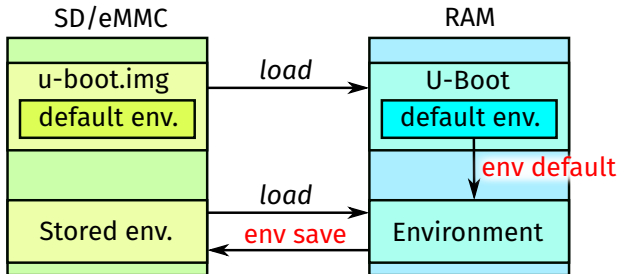 SD/eMMC
RAM
u-boot.img
default env.
load
U-Boot
default env.
env default
load
Stored env.
env save
Environment